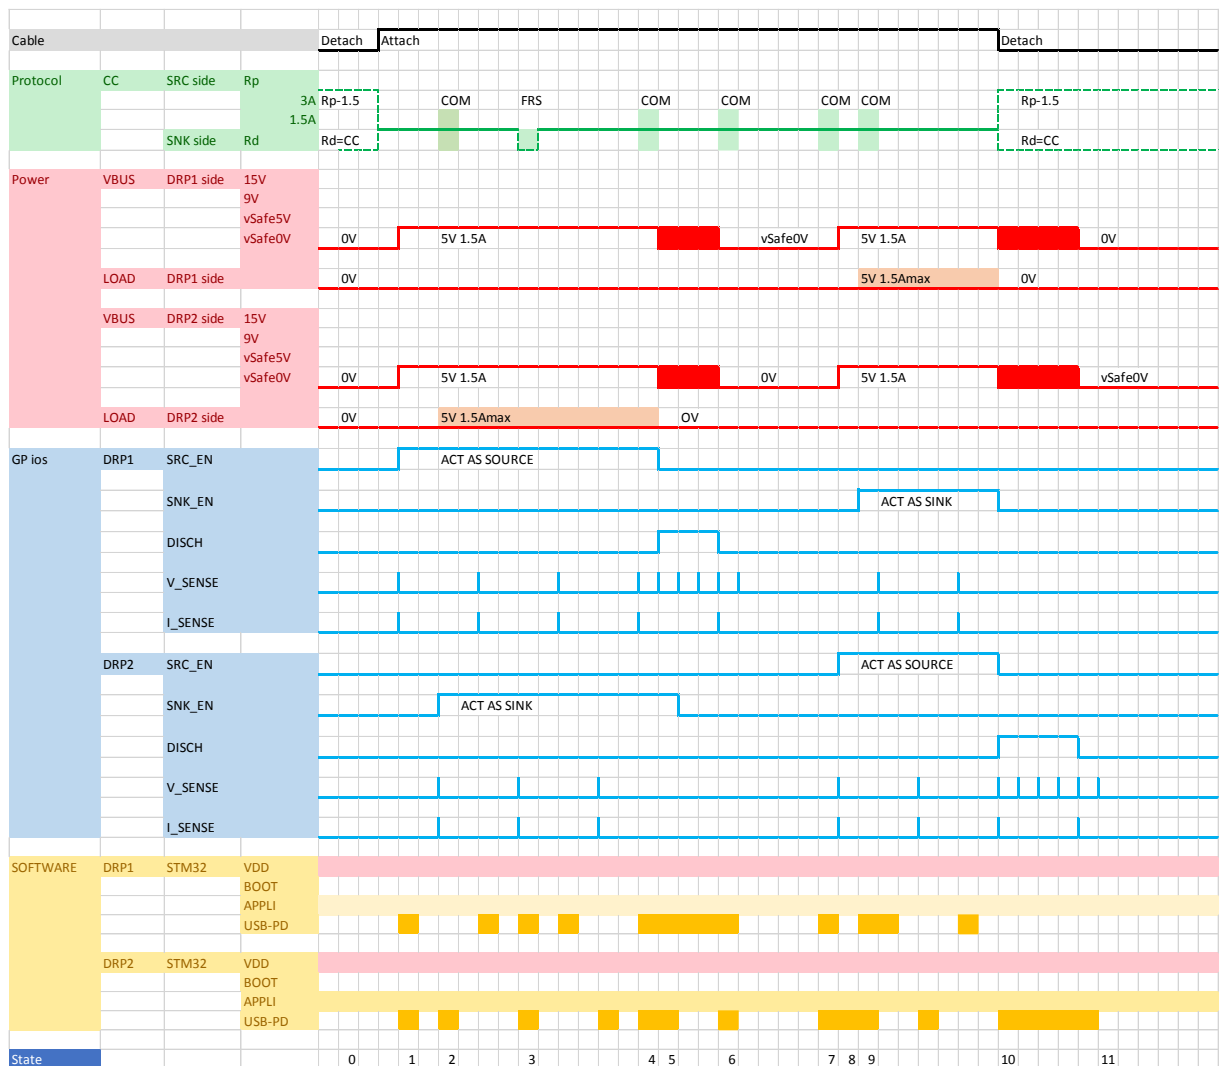 Cable Detach Attach Detach
Protocol CC SRC side Rp
3A Rp-1.5 COM FRS COM COM COM COM Rp-1.5
1.5A
SNK side Rd Rd=CC Rd=CC
Power VBUS DRP1 side 15V
9V
vSafe5V
vSafe0V 0V 5V 1.5A vSafe0V 5V 1.5A 0V
LOAD DRP1 side 0V 5V 1.5Amax 0V
VBUS DRP2 side 15V
9V
vSafe5V
vSafe0V 0V 5V 1.5A 0V 5V 1.5A vSafe0V
LOAD DRP2 side 0V 5V 1.5Amax OV
GP ios DRP1 SRC_EN ACT AS SOURCE
SNK_EN ACT AS SINK
DISCH
V_SENSE
I_SENSE
DRP2 SRC_EN ACT AS SOURCE
SNK_EN ACT AS SINK
DISCH
V_SENSE
I_SENSE
SOFTWARE DRP1 STM32 VDD
BOOT
APPLI
USB-PD
DRP2 STM32 VDD
BOOT
APPLI
USB-PD
State 0 1 2 3 4 5 6 7 8 9 10 11